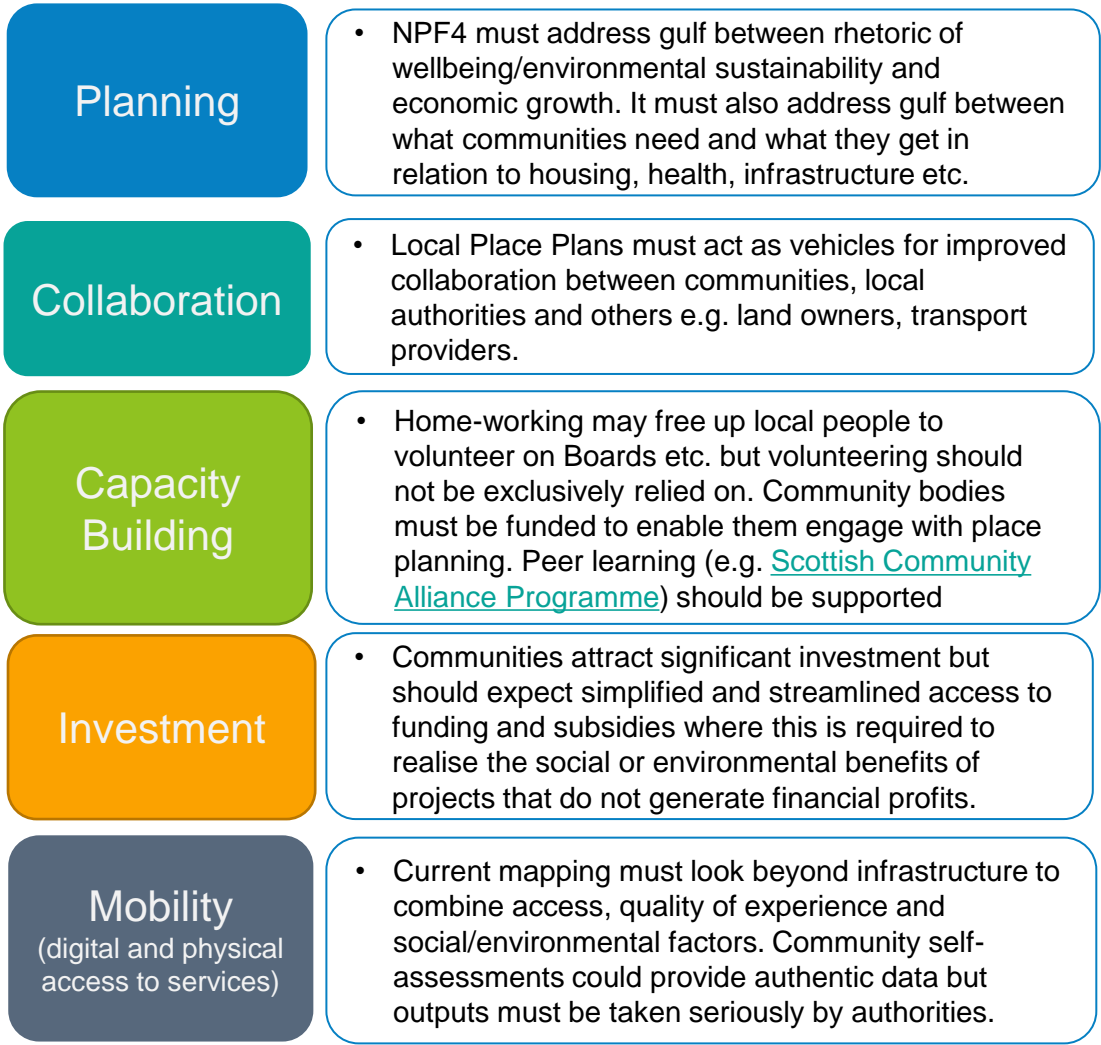 Planning
• NPF4 must address gulf between rhetoric of
wellbeing/environmental sustainability and
economic growth. It must also address gulf between
what communities need and what they get in
relation to housing, health, infrastructure etc.
Collaboration
• Local Place Plans must act as vehicles for improved
collaboration between communities, local
authorities and others e.g. land owners, transport
providers.
Capacity
Building
• Home-working may free up local people to
volunteer on Boards etc. but volunteering should
not be exclusively relied on. Community bodies
must be funded to enable them engage with place
planning. Peer learning (e.g. Scottish Community
Alliance Programme) should be supported
Investment
• Communities attract significant investment but
should expect simplified and streamlined access to
funding and subsidies where this is required to
realise the social or environmental benefits of
projects that do not generate financial profits.
Mobility
(digital and physical
access to services)
• Current mapping must look beyond infrastructure to
combine access, quality of experience and
social/environmental factors. Community self-
assessments could provide authentic data but
outputs must be taken seriously by authorities.